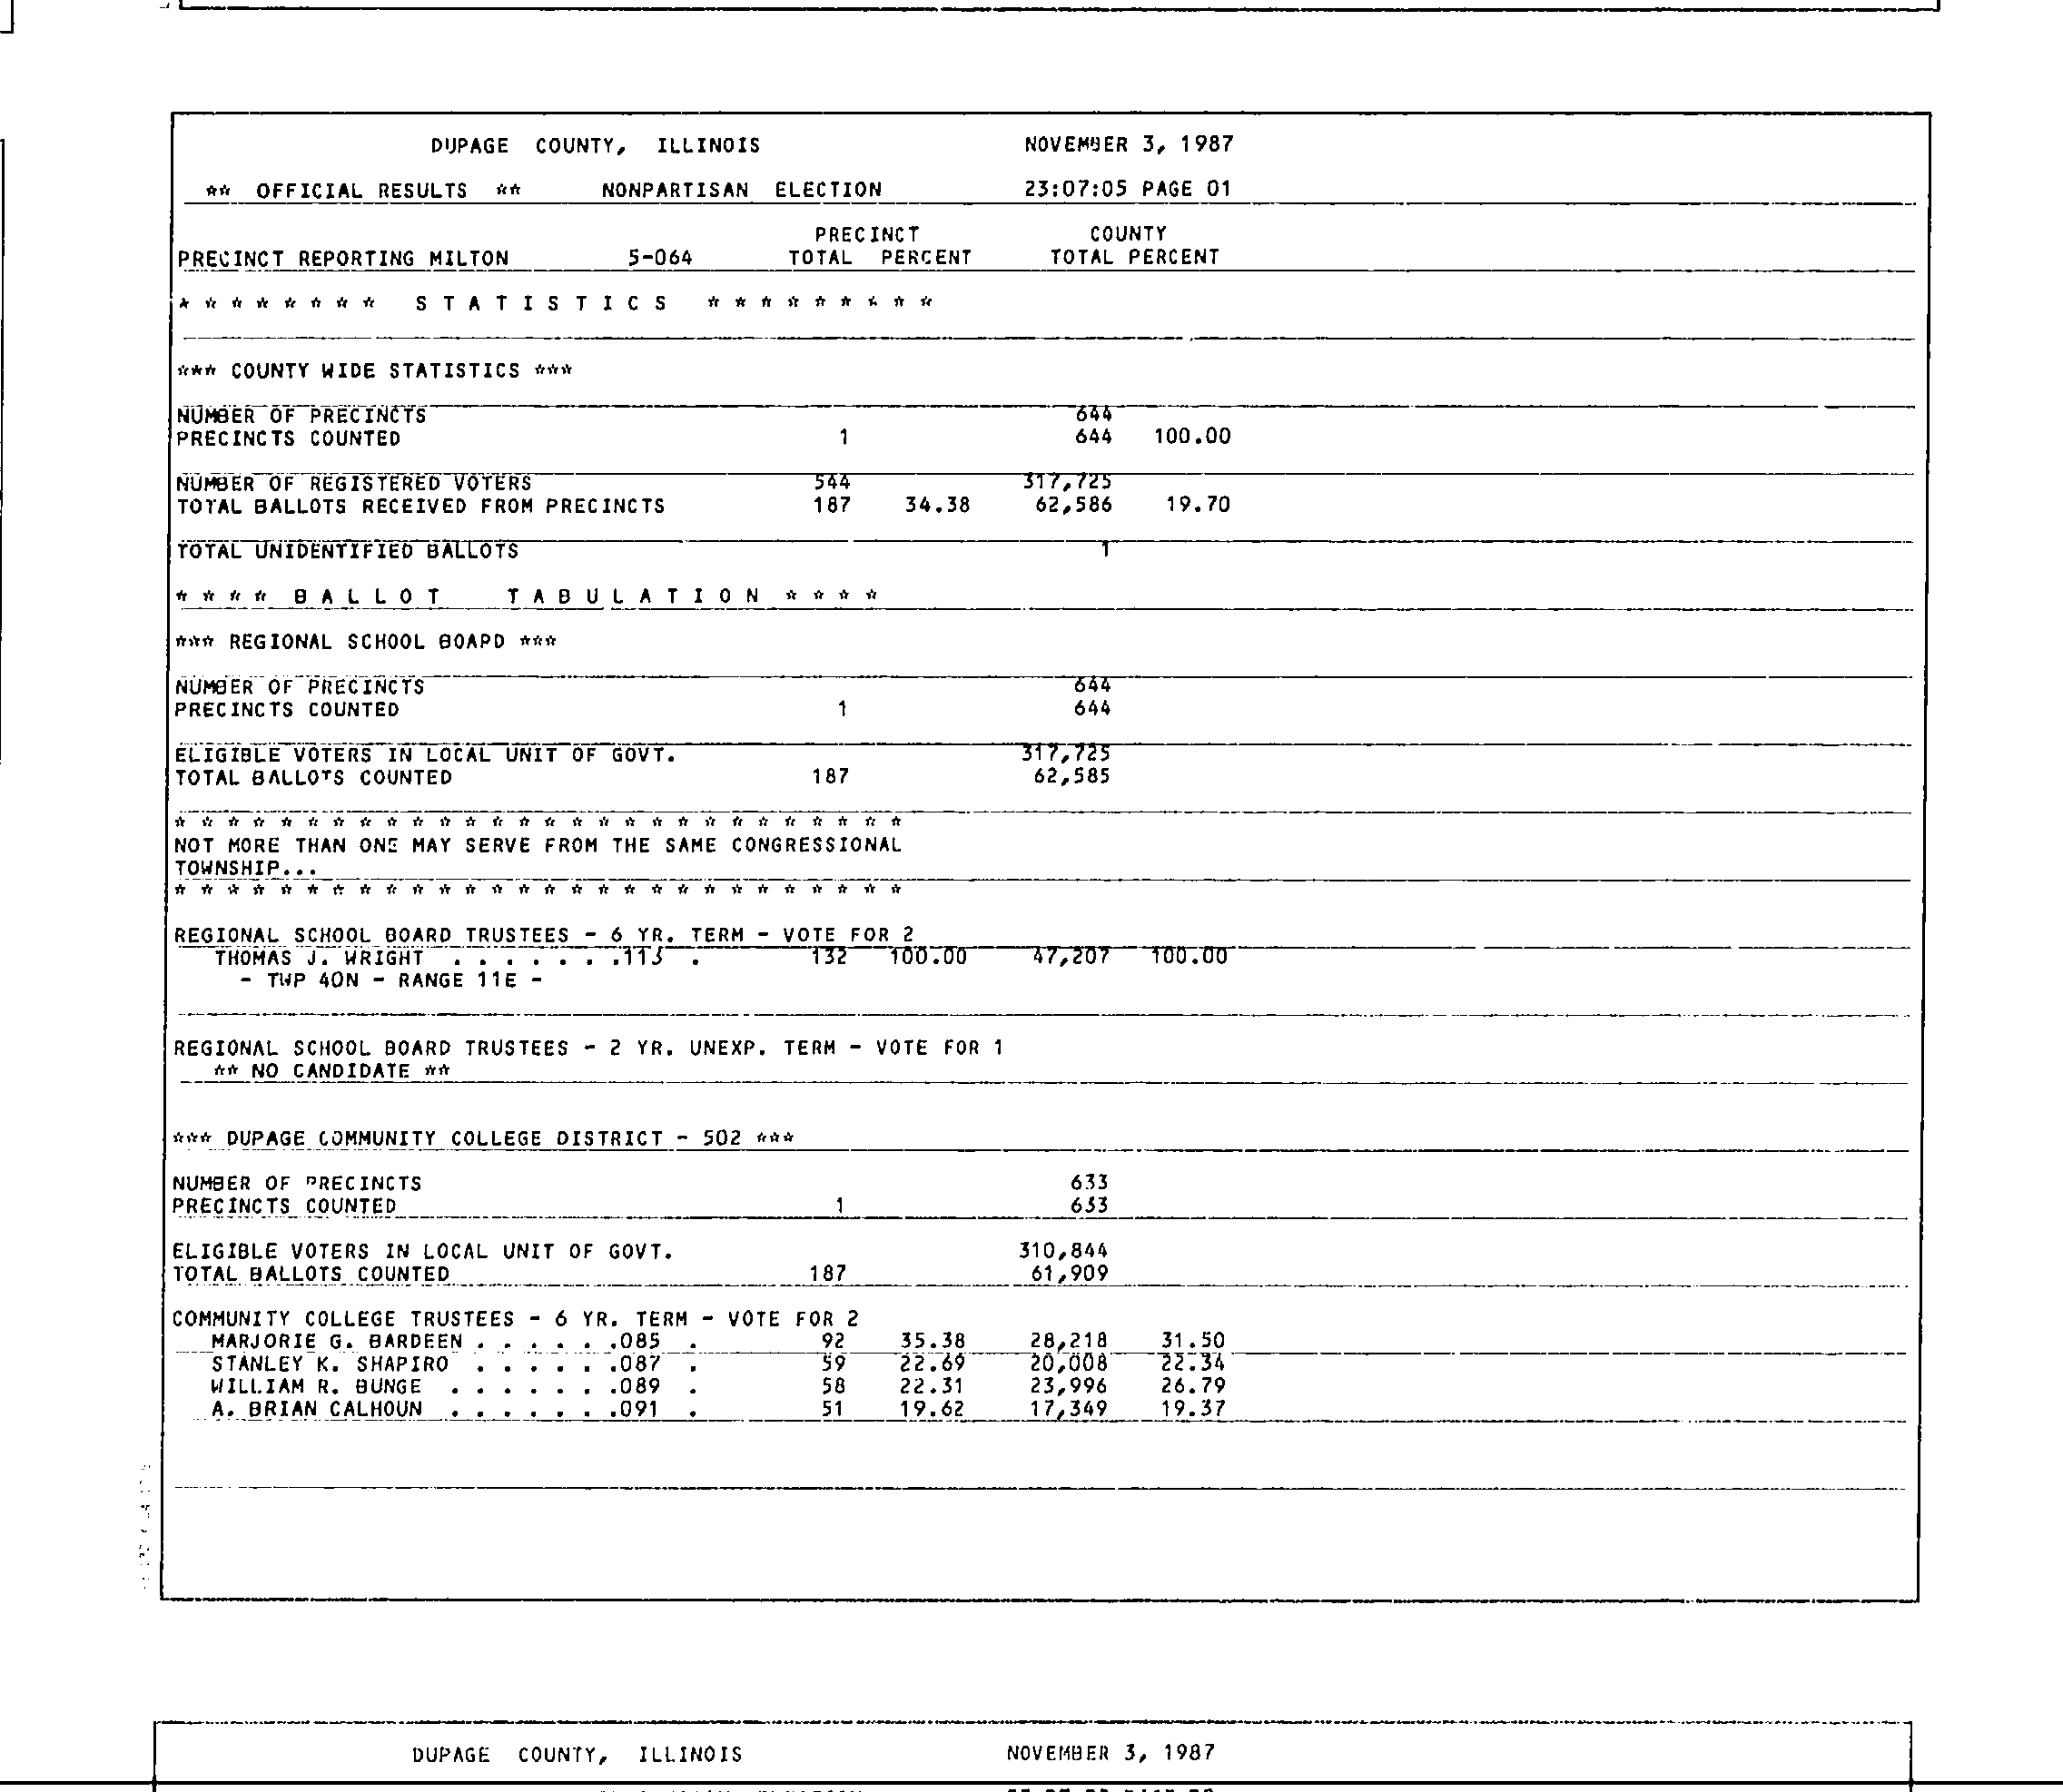 DUPAGE COUNTY, ILLINOIS NOVEMBER 3, 1987
** OFFICIAL RESULTS ** NONPARTISAN ELECTION 23:07:05 PAGE 01
PRECINCT COUNTY
PRECINCT REPORTING MILTON 5-064 TOTAL PERCENT TOTAL PERCENT
* * * * * * * * S T A T I S T I C S * * * * * * * * *
*** COUNTY WIDE STATISTICS ***
NUMBER OF PRECINCTS 644
PRECINCTS COUNTED 1 644 100.00
NUMBER OF REGISTERED VOTERS 544 317,725
TOTAL BALLOTS RECEIVED FROM PRECINCTS 187 34.38 62,586 19.70
TOTAL UNIDENTIFIED BALLOTS 1
* * * * B A L L O T T A B U L A T I O N * * * *
*** REGIONAL SCHOOL BOARD ***
NUMBER OF PRECINCTS 644
PRECINCTS COUNTED 1 644
ELIGIBLE VOTERS IN LOCAL UNIT OF GOVT. 317,725
TOTAL BALLOTS COUNTED 187 62,585
* * * * * * * * * * * * * * * * * * * * * * * * * * * *
NOT MORE THAN ONE MAY SERVE FROM THE SAME CONGRESSIONAL
TOWNSHIP...
* * * * * * * * * * * * * * * * * * * * * * * * * * * *
REGIONAL SCHOOL BOARD TRUSTEES - 6 YR. TERM - VOTE FOR 2
THOMAS J. WRIGHT . . . . . . .113 . 132 100.00 47,207 100.00
- TWP 40N - RANGE 11E -
REGIONAL SCHOOL BOARD TRUSTEES - 2 YR. UNEXP. TERM - VOTE FOR 1
** NO CANDIDATE **
*** DUPAGE COMMUNITY COLLEGE DISTRICT - 502 ***
NUMBER OF PRECINCTS 633
PRECINCTS COUNTED 1 633
ELIGIBLE VOTERS IN LOCAL UNIT OF GOVT. 310,844
TOTAL BALLOTS COUNTED 187 61,909
COMMUNITY COLLEGE TRUSTEES - 6 YR. TERM - VOTE FOR 2
MARJORIE G. BARDEEN . . . . . .085 . 92 35.38 28,218 31.50
STANLEY K. SHAPIRO . . . . . .087 . 59 22.69 20,008 22.34
WILLIAM R. BUNGE . . . . . . .089 . 58 22.31 23,996 26.79
A. BRIAN CALHOUN . . . . . . .091 . 51 19.62 17,349 19.37
DUPAGE COUNTY, ILLINOIS NOVEMBER 3, 1987